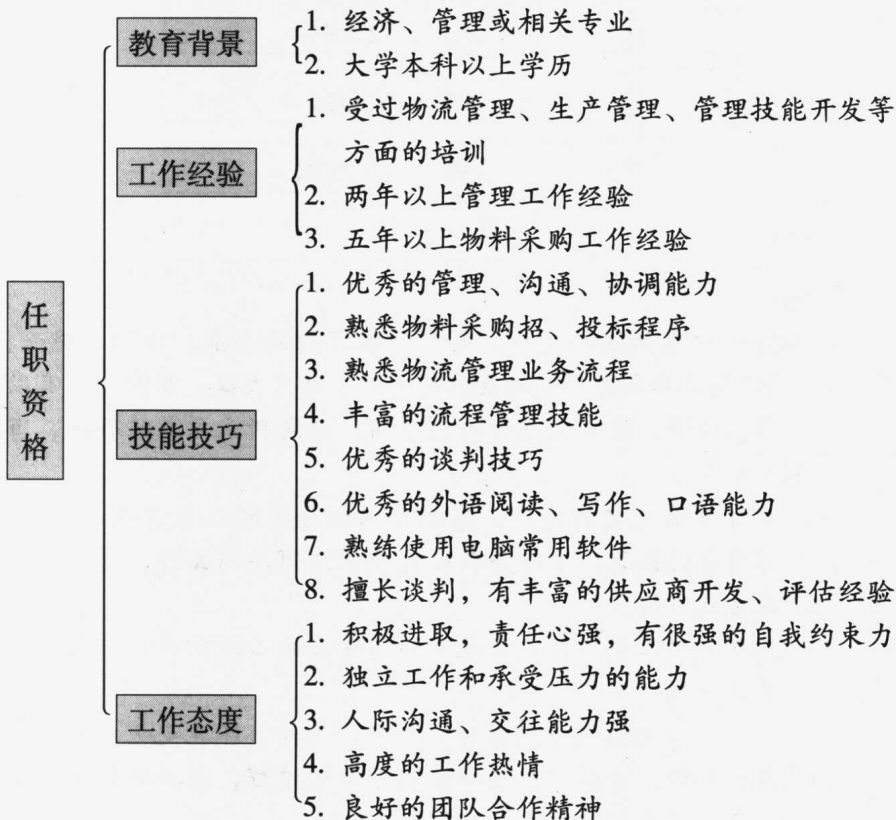 任职资格
教育背景
1. 经济、管理或相关专业
2. 大学本科以上学历
工作经验
1. 受过物流管理、生产管理、管理技能开发等
方面的培训
2. 两年以上管理工作经验
3. 五年以上物料采购工作经验
技能技巧
1. 优秀的管理、沟通、协调能力
2. 熟悉物料采购招、投标程序
3. 熟悉物流管理业务流程
4. 丰富的流程管理技能
5. 优秀的谈判技巧
6. 优秀的外语阅读、写作、口语能力
7. 熟练使用电脑常用软件
8. 擅长谈判，有丰富的供应商开发、评估经验
工作态度
1. 积极进取，责任心强，有很强的自我约束力
2. 独立工作和承受压力的能力
3. 人际沟通、交往能力强
4. 高度的工作热情
5. 良好的团队合作精神